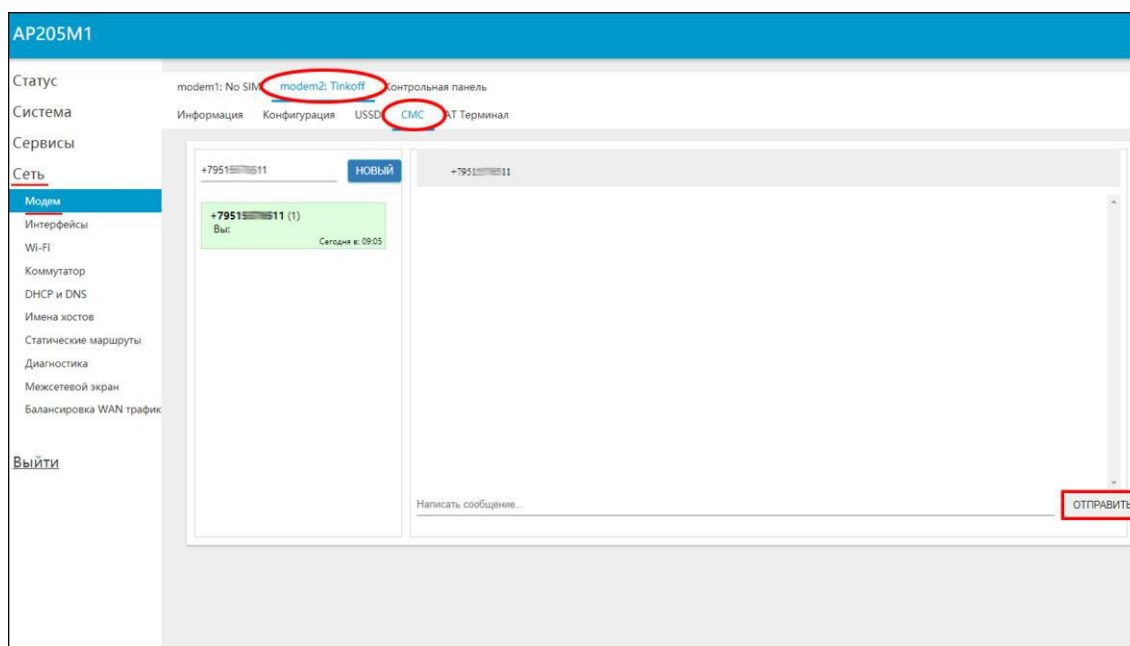 AP205M1
Статус
Система
Сервисы
Сеть
Модем
Интерфейсы
Wi-Fi
Коммутатор
DHCP и DNS
Имена хостов
Статические маршруты
Диагностика
Межсетевой экран
Балансировка WAN трафик
Выйти
modem1: No SIM modem2: Tinkoff Контрольная панель
Информация Конфигурация USSD СМС AT Терминал
НОВЫЙ
(1)
Вы:
Сегодня в: 09:05
Написать сообщение...
ОТПРАВИТЬ